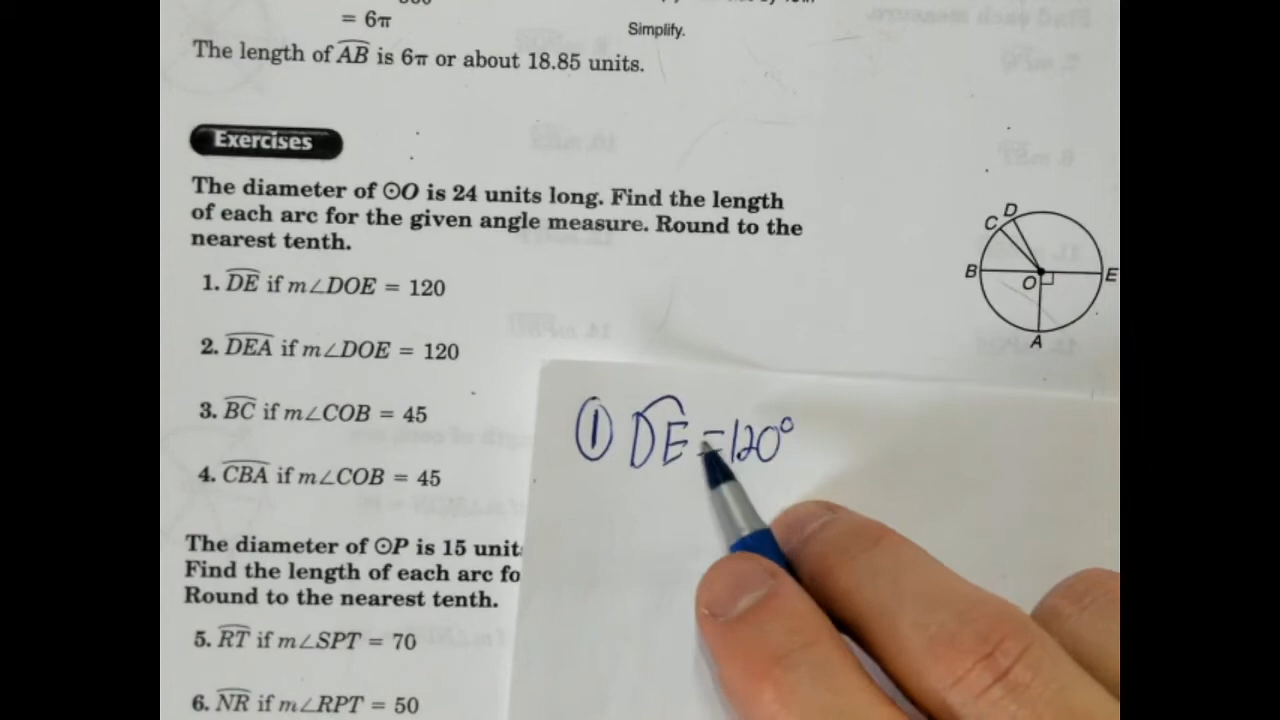 = 6π
Simplify.
The length of AB is 6π or about 18.85 units.
Exercises
The diameter of ⊙O is 24 units long. Find the length
of each arc for the given angle measure. Round to the
nearest tenth.
1. DE if m∠DOE = 120
2. DEA if m∠DOE = 120
3. BC if m∠COB = 45
4. CBA if m∠COB = 45
The diameter of ⊙P is 15 unit
Find the length of each arc fo
Round to the nearest tenth.
5. RT if m∠SPT = 70
6. NR if m∠RPT = 50
D
C
B
E
O
A
① DE = 120°